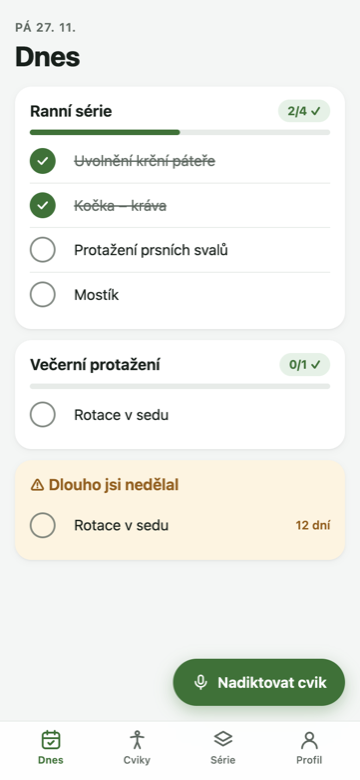 PÁ 27. 11.
Dnes
Ranní série 2/4 ✓
Uvolnění krční páteře
Kočka – kráva
Protažení prsních svalů
Mostík
Večerní protažení 0/1 ✓
Rotace v sedu
Dlouho jsi nedělal
Rotace v sedu 12 dní
Nadiktovat cvik
Dnes Cviky Série Profil